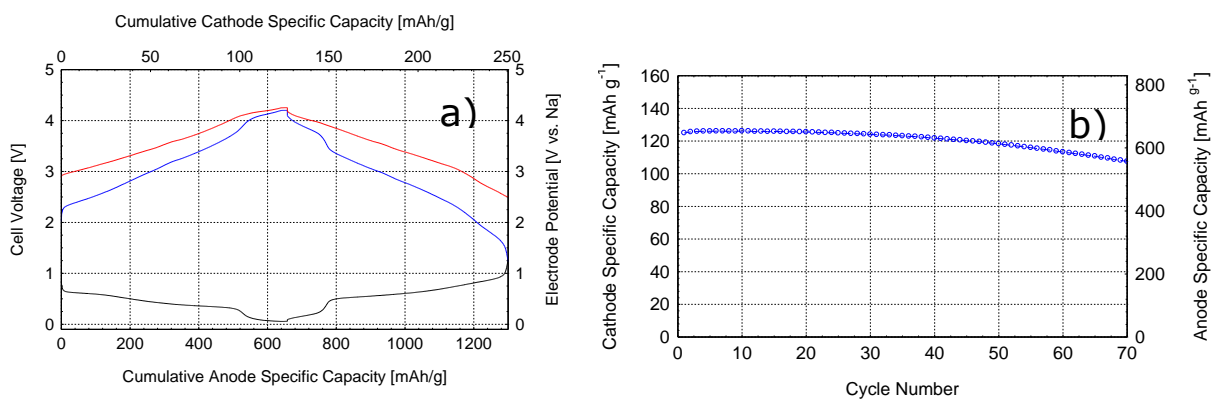 Cumulative Cathode Specific Capacity [mAh/g]
0 50 100 150 200 250
5 5
4 4
3 3
2 2
1 1
0 0
a)
Cell Voltage [V]
Electrode Potential [V vs. Na]
0 200 400 600 800 1000 1200
Cumulative Anode Specific Capacity [mAh/g]
160
140
120
100
80
60
40
20
0
b)
800
600
400
200
0
Cathode Specific Capacity [mAh g-1]
Anode Specific Capacity [mAh g-1]
0 10 20 30 40 50 60 70
Cycle Number